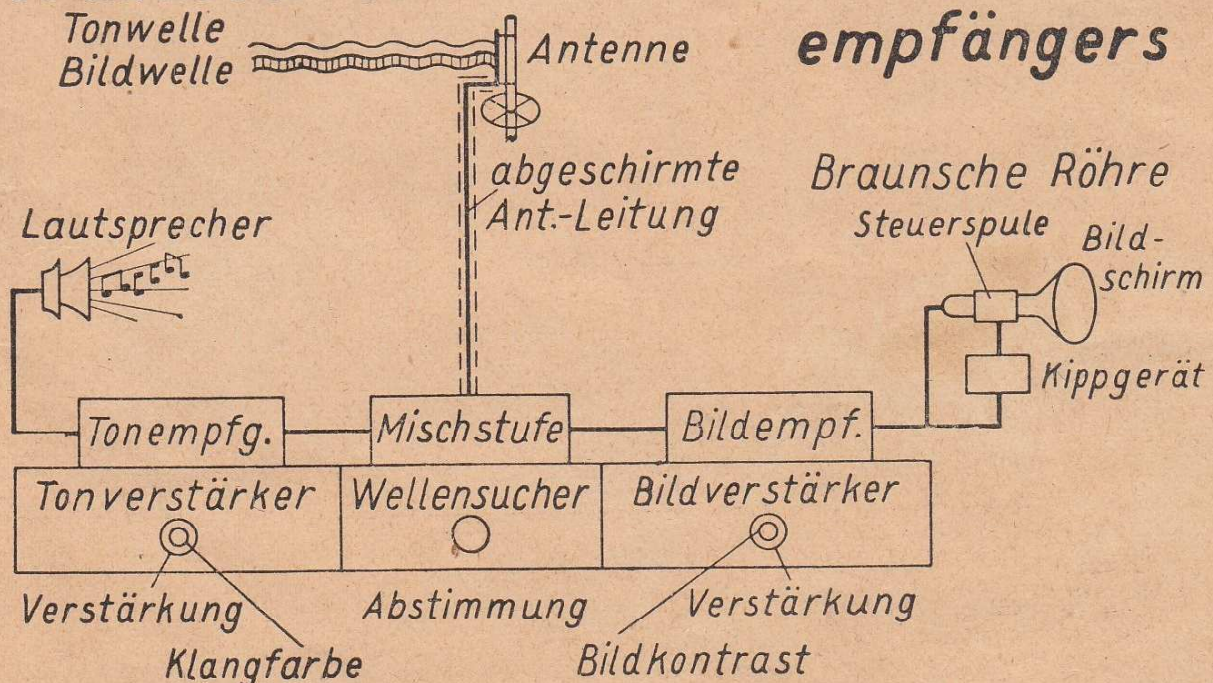 empfängers
Tonwelle
Bildwelle
Antenne
abgeschirmte
Ant.-Leitung
Braunsche Röhre
Steuerspule
Bild-
schirm
Lautsprecher
Kippgerät
Tonempfg.
Mischstufe
Bildempf.
Tonverstärker
Wellensucher
Bildverstärker
Verstärkung
Abstimmung
Verstärkung
Klangfarbe
Bildkontrast